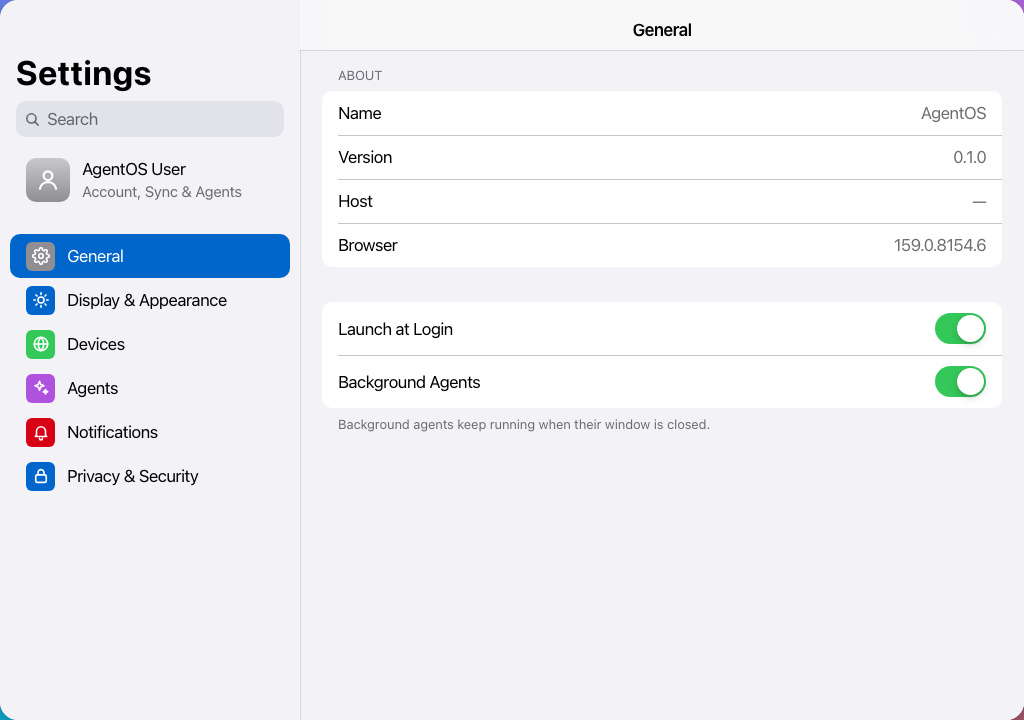 General
Settings
Search
AgentOS User
Account, Sync & Agents
General
Display & Appearance
Devices
Agents
Notifications
Privacy & Security
ABOUT
Name AgentOS
Version 0.1.0
Host —
Browser 159.0.8154.6
Launch at Login
Background Agents
Background agents keep running when their window is closed.